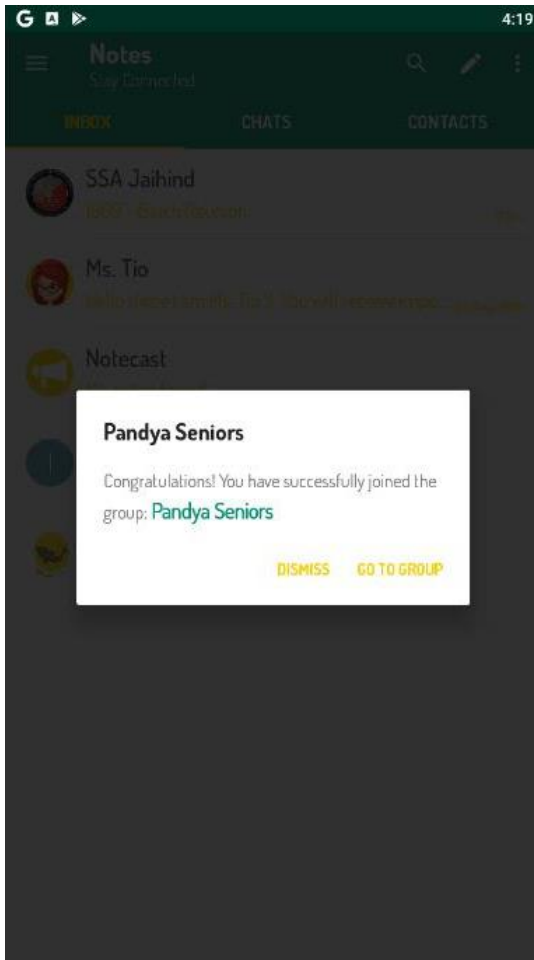 4:19
Notes
Stay Connected
INBOX CHATS CONTACTS
SSA Jaihind
Ms. Tio
Notecast
Pandya Seniors
Congratulations! You have successfully joined the
group: Pandya Seniors
DISMISS GO TO GROUP